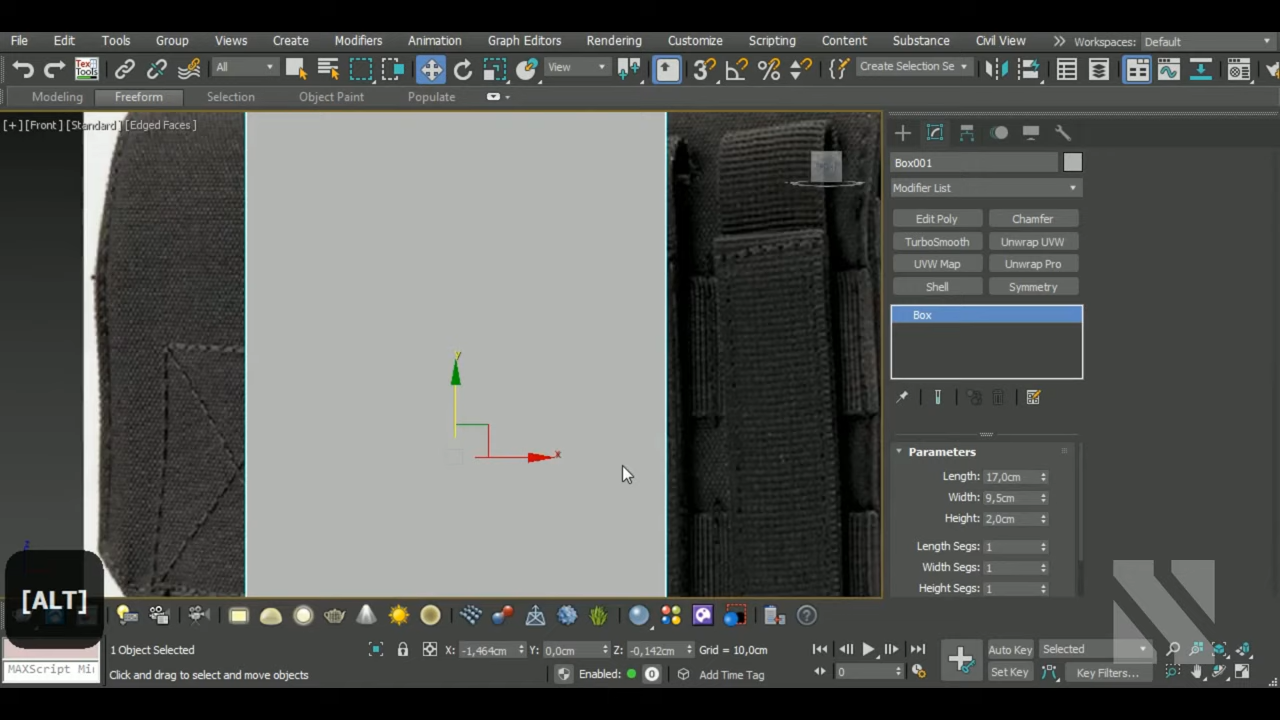 File Edit Tools Group Views Create Modifiers Animation Graph Editors Rendering Customize Scripting Content Substance Civil View Workspaces: Default
Tex Tools All View Create Selection Se
Modeling Freeform Selection Object Paint Populate
[+][Front][Standard][Edged Faces]
Box001
Modifier List
Edit Poly Chamfer
TurboSmooth Unwrap UVW
UVW Map Unwrap Pro
Shell Symmetry
Box
y
x
Parameters
Length: 17,0cm
Width: 9,5cm
Height: 2,0cm
Length Segs: 1
Width Segs: 1
Height Segs: 1
z
[ALT]
1 Object Selected X: -1,464cm Y: 0,0cm Z: -0,142cm Grid = 10,0cm Auto Key Selected
MAXScript Mi Click and drag to select and move objects Enabled: 0 Add Time Tag 0 Set Key Key Filters...